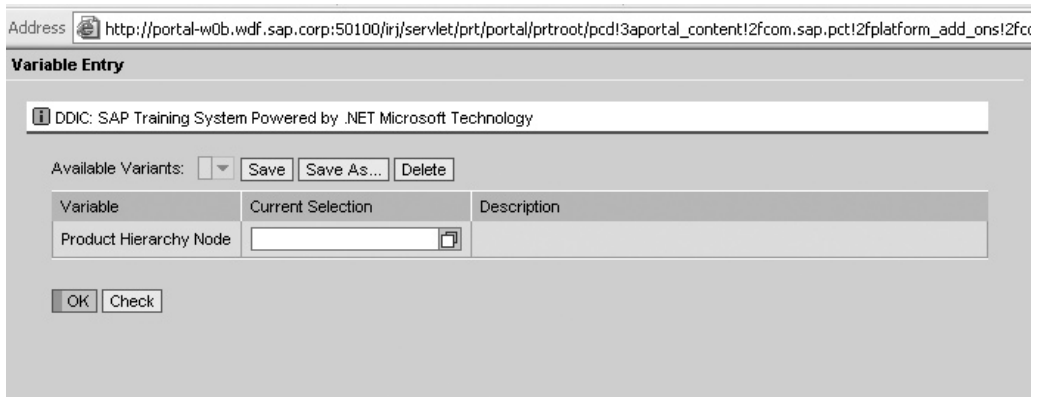 Address http://portal-w0b.wdf.sap.corp:50100/irj/servlet/prt/portal/prtroot/pcd!3aportal_content!2fcom.sap.pct!2fplatform_add_ons!2fco
Variable Entry
DDIC: SAP Training System Powered by .NET Microsoft Technology
Available Variants: Save Save As... Delete
Variable Current Selection Description
Product Hierarchy Node
OK Check